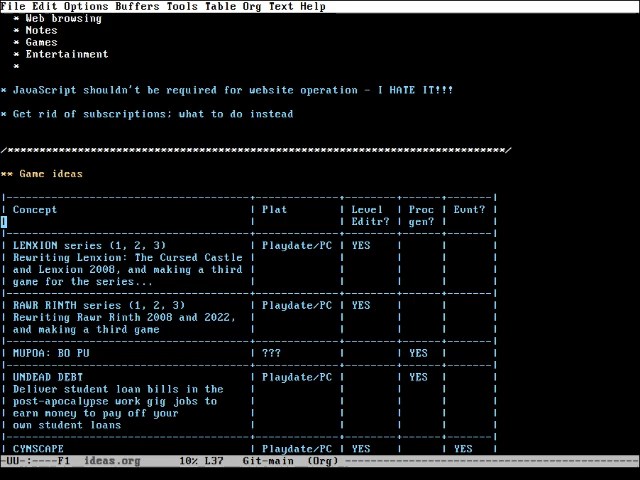 File Edit Options Buffers Tools Table Org Text Help
* Web browsing
* Notes
* Games
* Entertainment
*
* JavaScript shouldn't be required for website operation - I HATE IT!!!
* Get rid of subscriptions; what to do instead
/***********************************************************************************/
** Game ideas
|----------------------------------+------------+-------+------+-------|
| Concept | Plat | Level | Proc | Evnt? |
| | | Editr? | gen? | |
|----------------------------------+------------+-------+------+-------|
| LENXION series (1, 2, 3) | Playdate/PC | YES | | |
| Rewriting Lenxion: The Cursed Castle | | | | |
| and Lenxion 2008, and making a third | | | | |
| game for the series... | | | | |
|----------------------------------+------------+-------+------+-------|
| RAWR RINTH series (1, 2, 3) | Playdate/PC | YES | | |
| Rewriting Rawr Rinth 2008 and 2022, | | | | |
| and making a third game | | | | |
|----------------------------------+------------+-------+------+-------|
| MUPOA: BO PU | ??? | | YES | |
|----------------------------------+------------+-------+------+-------|
| UNDEAD DEBT | Playdate/PC | | YES | |
| Deliver student loan bills in the | | | | |
| post-apocalypse work gig jobs to | | | | |
| earn money to pay off your | | | | |
| own student loans | | | | |
|----------------------------------+------------+-------+------+-------|
| CYNSCAPE | Playdate/PC | YES | | YES |
-UU-:----F1 ideas.org 10% L37 Git-main (Org) ------------------------------